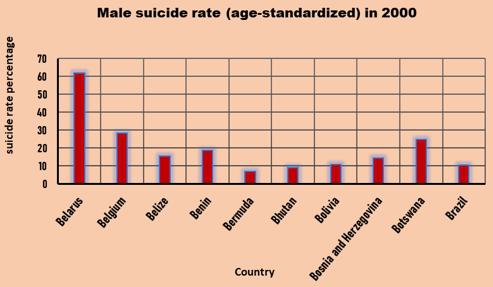 Male suicide rate (age-standardized) in 2000
suicide rate percentage
70
60
50
40
30
20
10
0
Belarus
Belgium
Belize
Benin
Bermuda
Bhutan
Bolivia
Bosnia and Herzegovina
Botswana
Brazil
Country